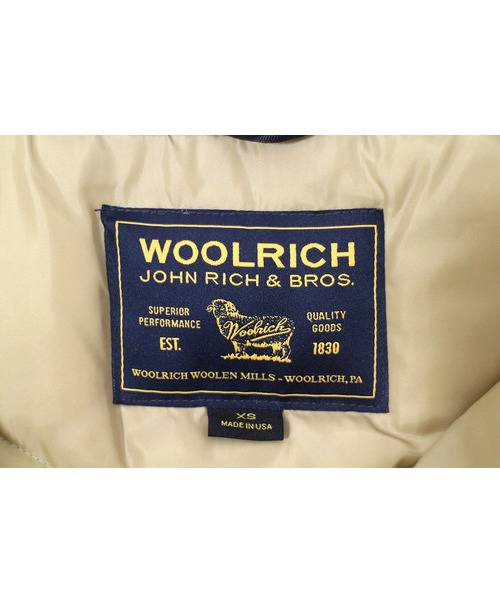 WOOLRICH
JOHN RICH & BROS.
SUPERIOR
PERFORMANCE
EST.
Woolrich
QUALITY
GOODS
1830
WOOLRICH WOOLEN MILLS - WOOLRICH, PA
XS
MADE IN USA